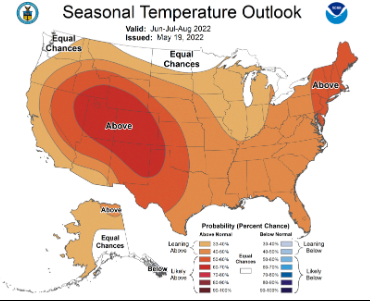 Seasonal Temperature Outlook
Valid: Jun-Jul-Aug 2022
Issued: May 19, 2022
Equal
Chances
Equal
Chances
Above
Above
Above
Equal
Chances
Below
Probability (Percent Chance)
Above Normal
Below Normal
Leaning
Above
33-40%
40-50%
50-60%
Likely
Above
60-70%
70-80%
80-90%
90-100%
Equal
Chances
33-40%
40-50%
50-60%
Leaning
Below
60-70%
70-80%
80-90%
90-100%
Likely
Below